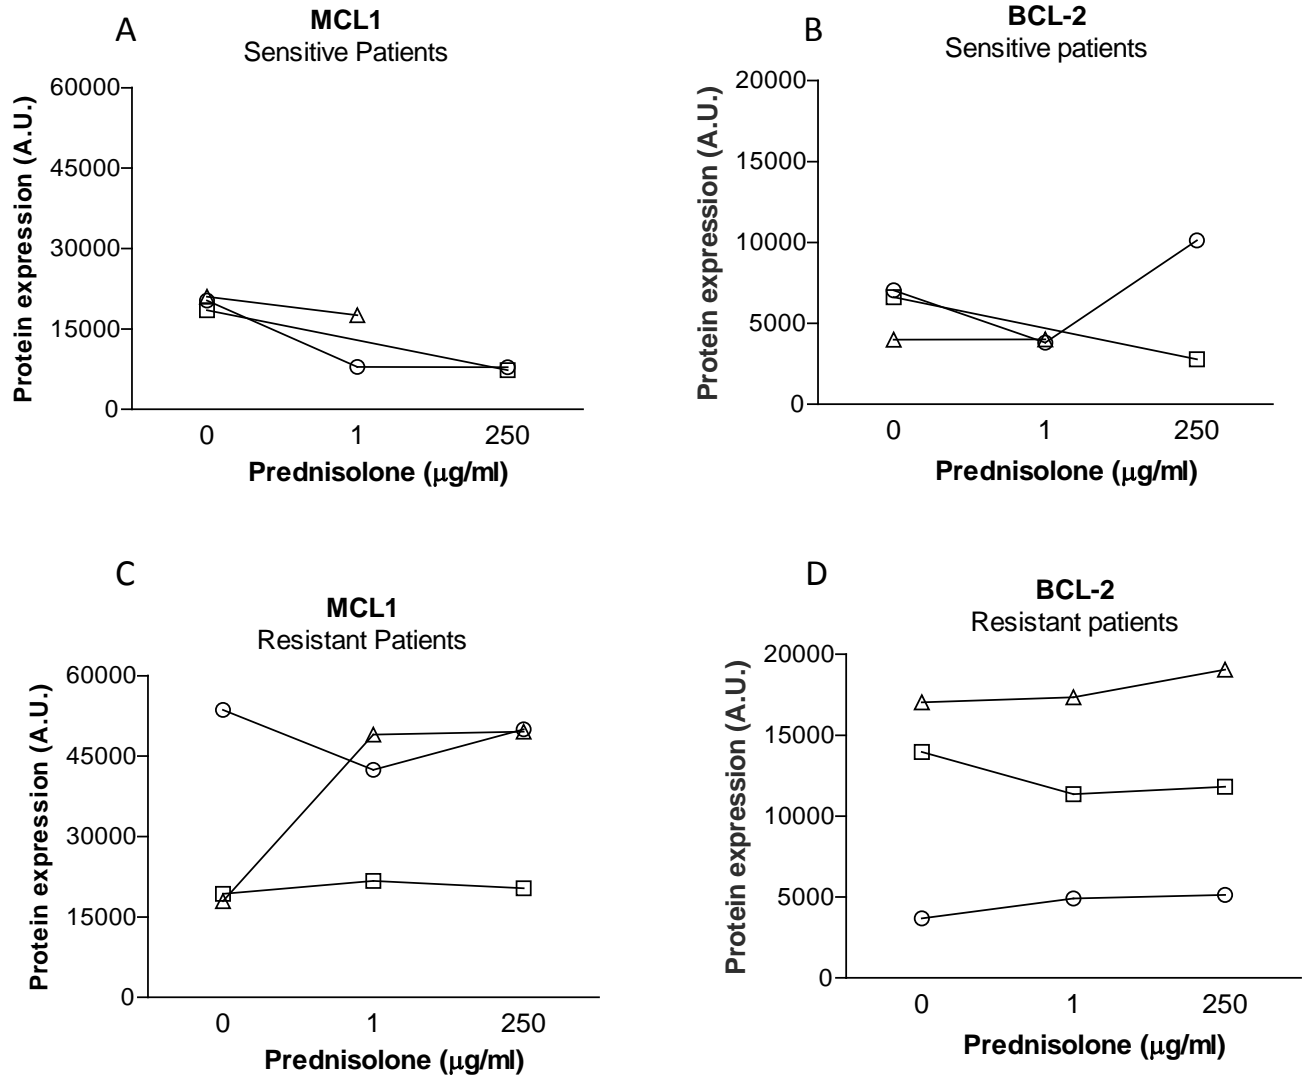 A
MCL1
Sensitive Patients
Protein expression (A.U.)
60000
45000
30000
15000
0
0 1 250
Prednisolone (μg/ml)
B
BCL-2
Sensitive patients
Protein expression (A.U.)
20000
15000
10000
5000
0
0 1 250
Prednisolone (μg/ml)
C
MCL1
Resistant Patients
Protein expression (A.U.)
60000
45000
30000
15000
0
0 1 250
Prednisolone (μg/ml)
D
BCL-2
Resistant patients
Protein expression (A.U.)
20000
15000
10000
5000
0
0 1 250
Prednisolone (μg/ml)